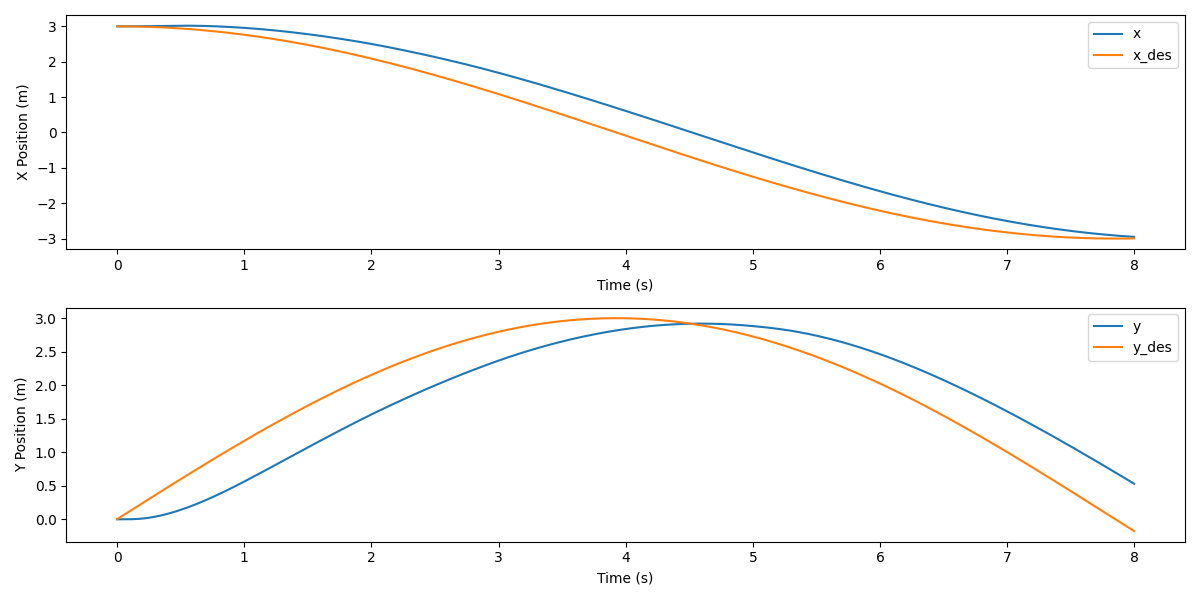 X Position (m)
3
2
1
0
−1
−2
−3
x
x_des
0 1 2 3 4 5 6 7 8
Time (s)
Y Position (m)
3.0
2.5
2.0
1.5
1.0
0.5
0.0
y
y_des
0 1 2 3 4 5 6 7 8
Time (s)